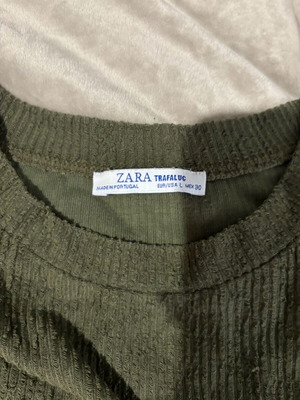 ZARA TRAFALUC
MADE IN PORTUGAL EUR/USA L MEX 30